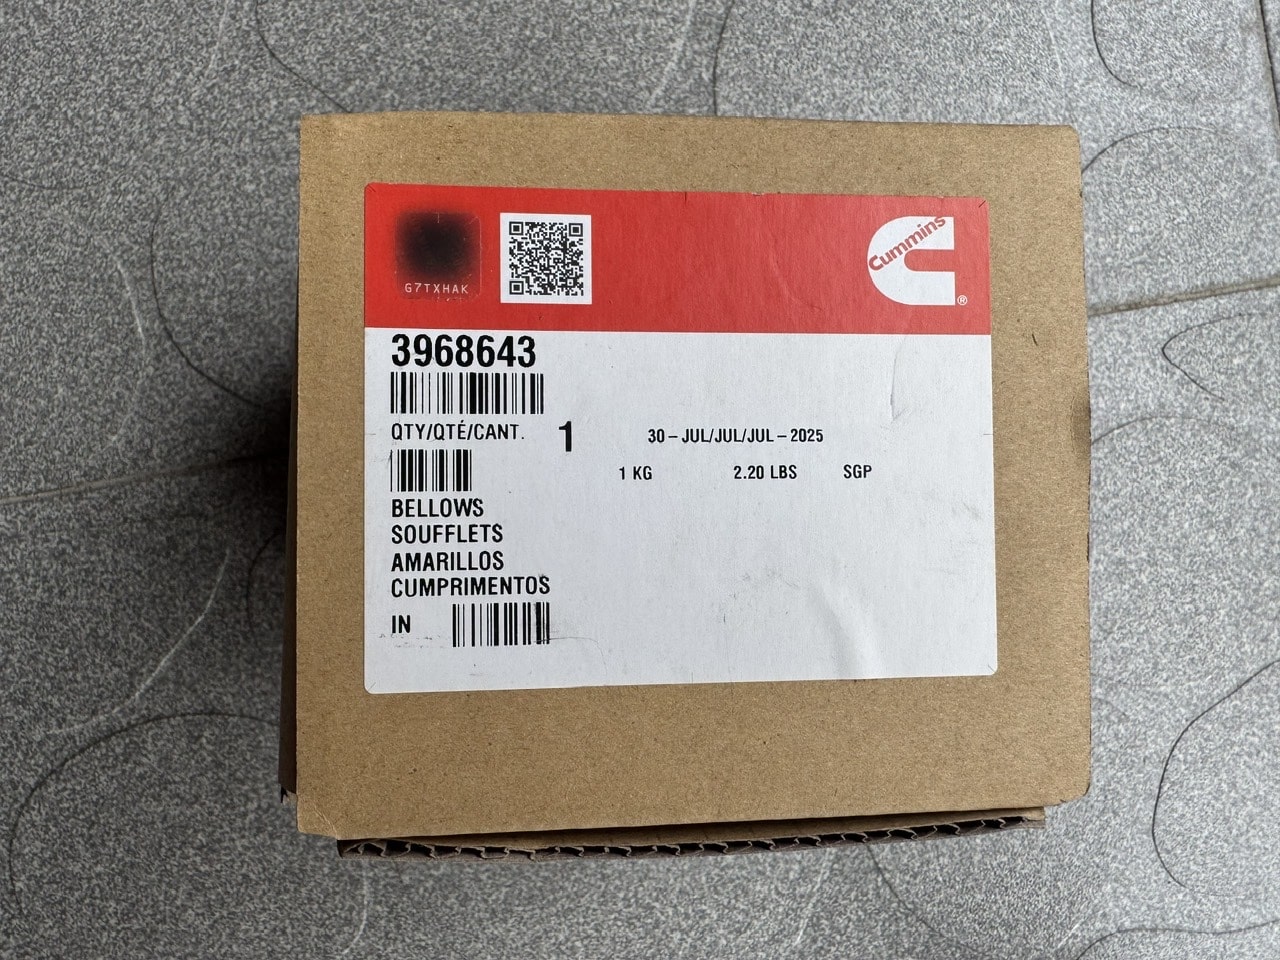 G7TXHAK
Cummins
®
3968643
QTY/QTÉ/CANT. 1 30-JUL/JUL/JUL-2025
1 KG 2.20 LBS SGP
BELLOWS
SOUFFLETS
AMARILLOS
CUMPRIMENTOS
IN